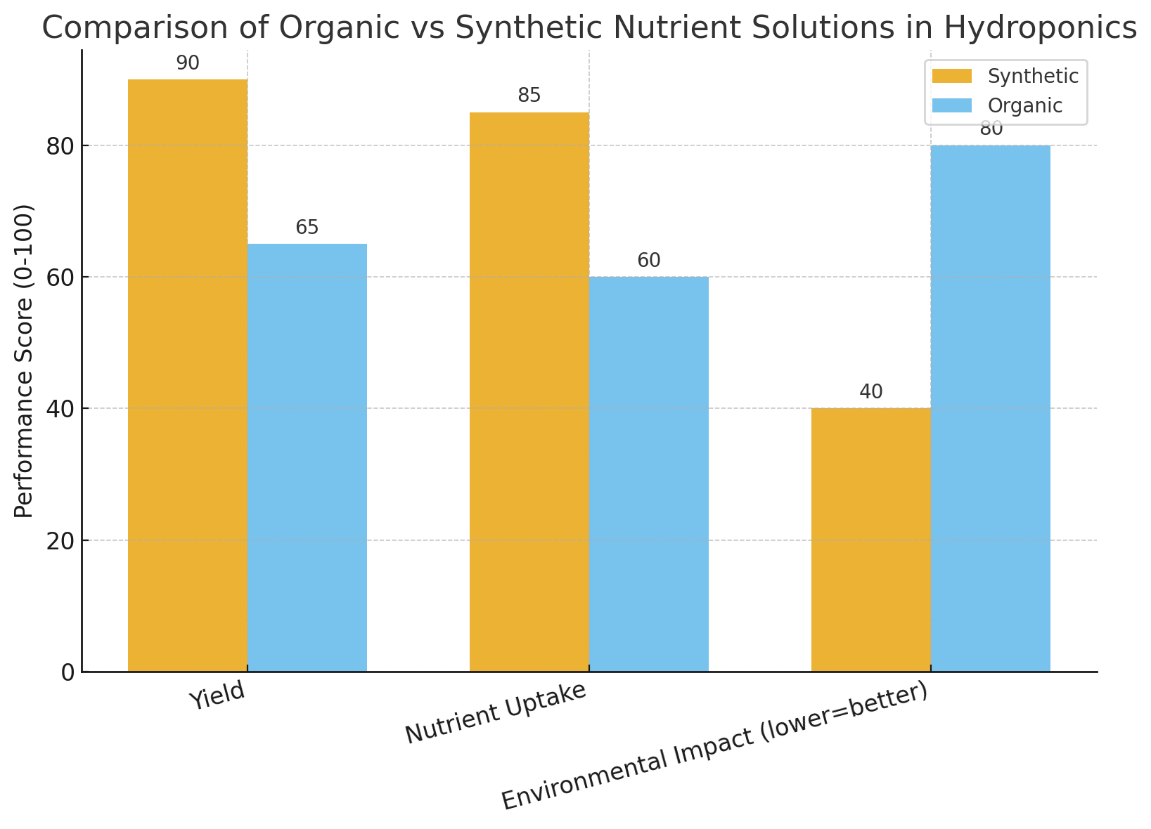 Comparison of Organic vs Synthetic Nutrient Solutions in Hydroponics
Performance Score (0-100)
80
60
40
20
0
90
65
85
60
40
80
Synthetic
Organic
Yield
Nutrient Uptake
Environmental Impact (lower=better)